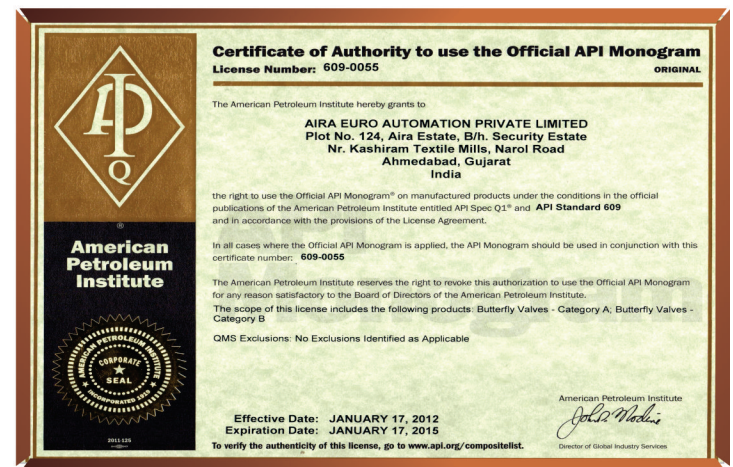 Certificate of Authority to use the Official API Monogram
License Number: 609-0055
ORIGINAL
The American Petroleum Institute hereby grants to
AIRA EURO AUTOMATION PRIVATE LIMITED
Plot No. 124, Aira Estate, B/h. Security Estate
Nr. Kashiram Textile Mills, Narol Road
Ahmedabad, Gujarat
India
the right to use the Official API Monogram® on manufactured products under the conditions in the official
publications of the American Petroleum Institute entitled API Spec Q1® and API Standard 609
and in accordance with the provisions of the License Agreement.
In all cases where the Official API Monogram is applied, the API Monogram should be used in conjunction with this
certificate number: 609-0055
The American Petroleum Institute reserves the right to revoke this authorization to use the Official API Monogram
for any reason satisfactory to the Board of Directors of the American Petroleum Institute.
The scope of this license includes the following products: Butterfly Valves - Category A; Butterfly Valves -
Category B
QMS Exclusions: No Exclusions Identified as Applicable
American Petroleum Institute
Effective Date: JANUARY 17, 2012
Expiration Date: JANUARY 17, 2015
To verify the authenticity of this license, go to www.api.org/compositelist.
Director of Global Industry Services
API
Q
®
American
Petroleum
Institute
AMERICAN PETROLEUM INSTITUTE
CORPORATE
SEAL
INCORPORATED 1919
2011-125